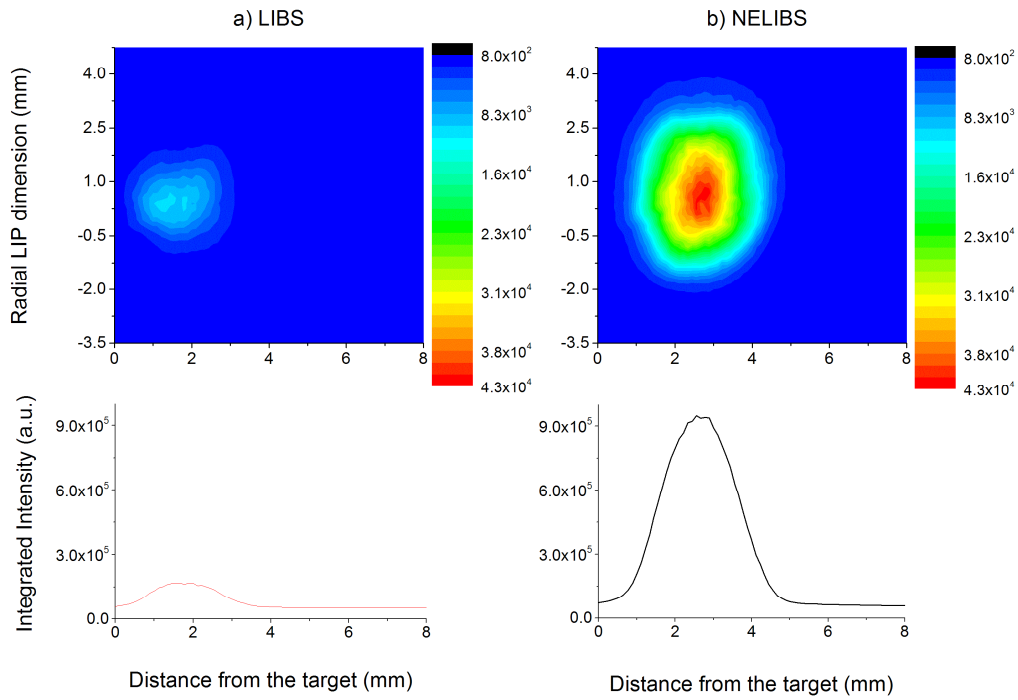 a) LIBS
b) NELIBS
Radial LIP dimension (mm)
4.0
2.5
1.0
-0.5
-2.0
-3.5
0 2 4 6 8
8.0x10²
8.3x10³
1.6x10⁴
2.3x10⁴
3.1x10⁴
3.8x10⁴
4.3x10⁴
4.0
2.5
1.0
-0.5
-2.0
-3.5
0 2 4 6 8
8.0x10²
8.3x10³
1.6x10⁴
2.3x10⁴
3.1x10⁴
3.8x10⁴
4.3x10⁴
Integrated Intensity (a.u.)
9.0x10⁵
6.0x10⁵
3.0x10⁵
0.0
0 2 4 6 8
Distance from the target (mm)
9.0x10⁵
6.0x10⁵
3.0x10⁵
0.0
0 2 4 6 8
Distance from the target (mm)